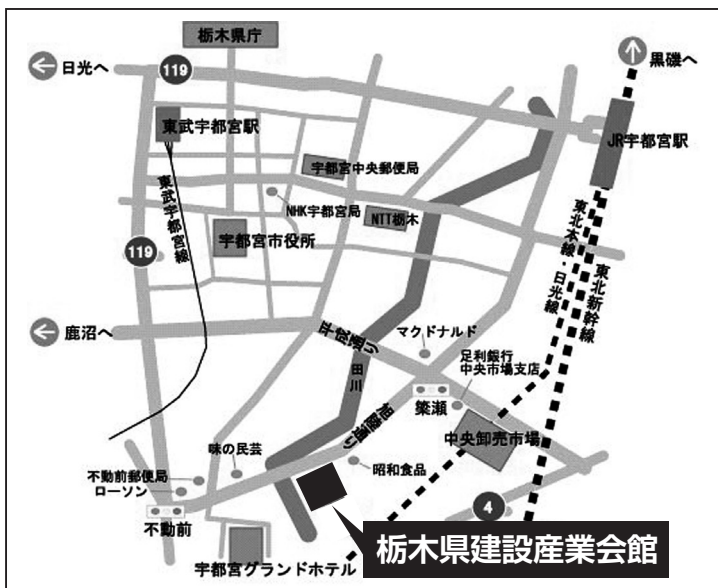 栃木県庁
日光へ
119
黒磯へ
東武宇都宮駅
JR宇都宮駅
宇都宮中央郵便局
東武宇都宮線
NHK宇都宮局
NTT栃木
宇都宮市役所
119
東北本線・日光線
東北新幹線
鹿沼へ
平成通り
マクドナルド
田川
足利銀行
中央市場支店
簗瀬
旭陵通り
中央卸売市場
味の民芸
昭和食品
不動前郵便局
ローソン
不動前
4
宇都宮グランドホテル
栃木県建設産業会館